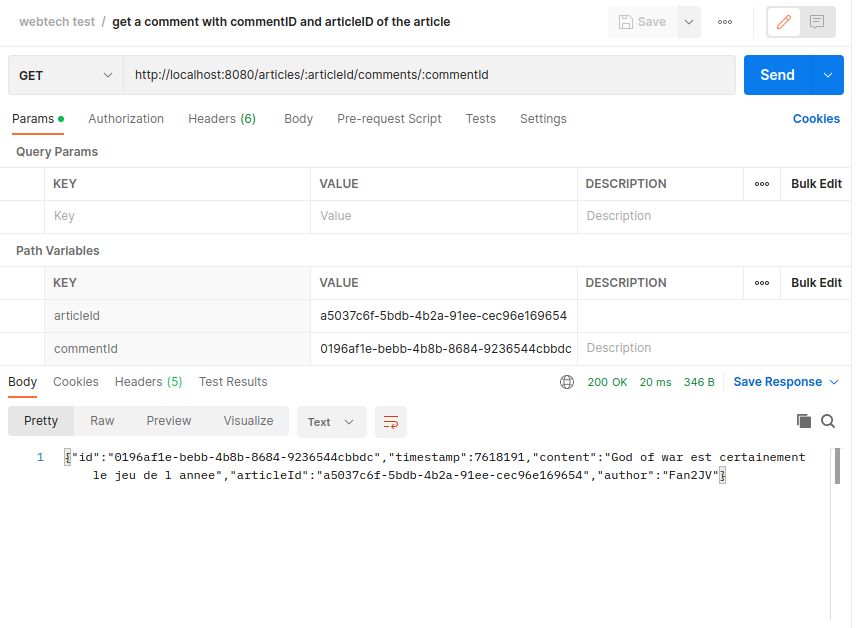 webtech test / get a comment with commentID and articleID of the article
Save
GET http://localhost:8080/articles/:articleId/comments/:commentId Send
Params Authorization Headers (6) Body Pre-request Script Tests Settings Cookies
Query Params
KEY VALUE DESCRIPTION Bulk Edit
Key Value Description
Path Variables
KEY VALUE DESCRIPTION Bulk Edit
articleId a5037c6f-5bdb-4b2a-91ee-cec96e169654
commentId 0196af1e-bebb-4b8b-8684-9236544cbbdc Description
Body Cookies Headers (5) Test Results 200 OK 20 ms 346 B Save Response
Pretty Raw Preview Visualize Text
1 {"id":"0196af1e-bebb-4b8b-8684-9236544cbbdc","timestamp":7618191,"content":"God of war est certainement
le jeu de l annee","articleId":"a5037c6f-5bdb-4b2a-91ee-cec96e169654","author":"Fan2JV"}